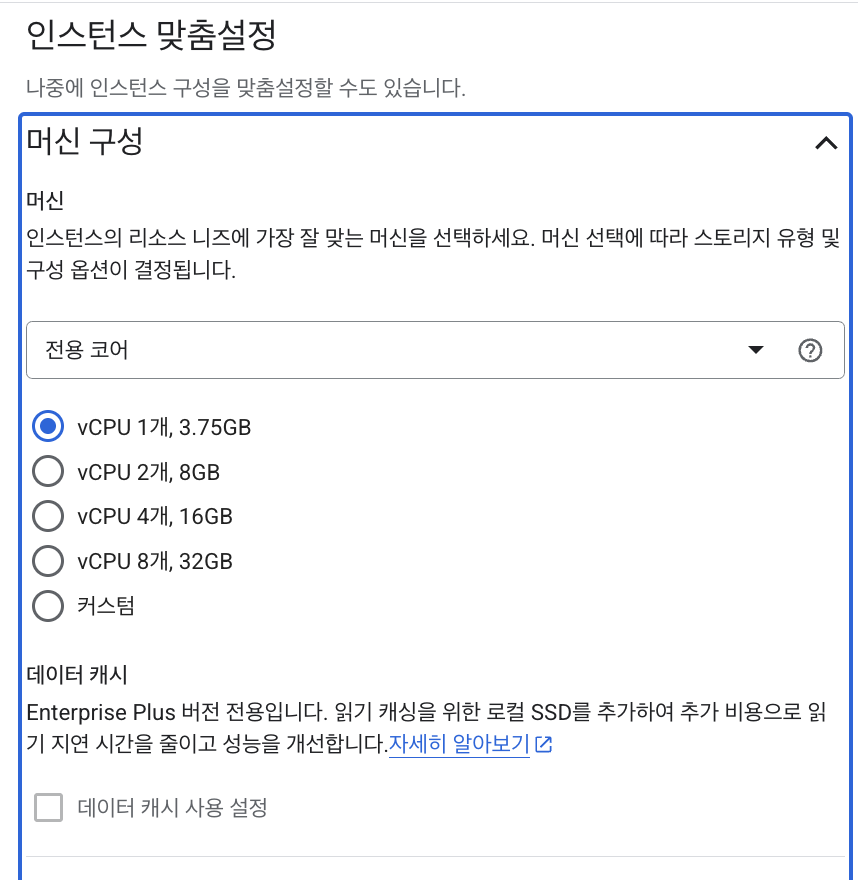 인스턴스 맞춤설정
나중에 인스턴스 구성을 맞춤설정할 수도 있습니다.
머신 구성
머신
인스턴스의 리소스 니즈에 가장 잘 맞는 머신을 선택하세요. 머신 선택에 따라 스토리지 유형 및
구성 옵션이 결정됩니다.
전용 코어
vCPU 1개, 3.75GB
vCPU 2개, 8GB
vCPU 4개, 16GB
vCPU 8개, 32GB
커스텀
데이터 캐시
Enterprise Plus 버전 전용입니다. 읽기 캐싱을 위한 로컬 SSD를 추가하여 추가 비용으로 읽
기 지연 시간을 줄이고 성능을 개선합니다.자세히 알아보기
데이터 캐시 사용 설정